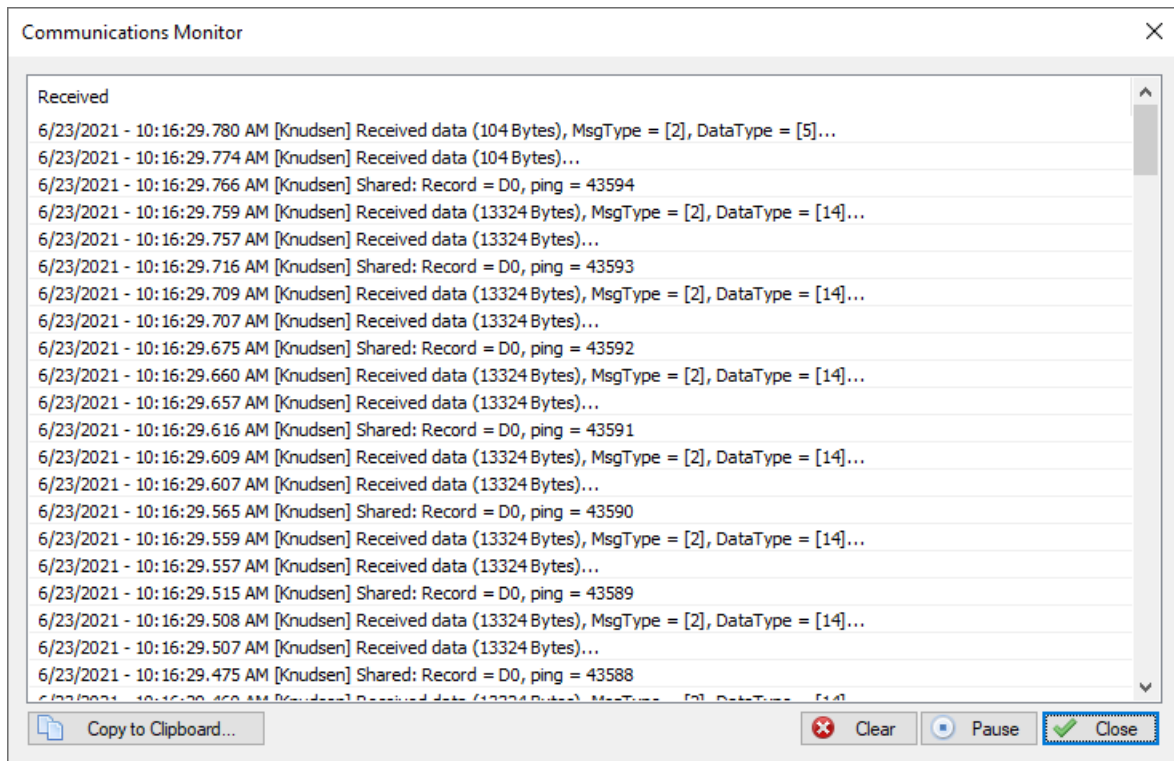 Communications Monitor
Received
6/23/2021 - 10:16:29.780 AM [Knudsen] Received data (104 Bytes), MsgType = [2], DataType = [5]...
6/23/2021 - 10:16:29.774 AM [Knudsen] Received data (104 Bytes)...
6/23/2021 - 10:16:29.766 AM [Knudsen] Shared: Record = D0, ping = 43594
6/23/2021 - 10:16:29.759 AM [Knudsen] Received data (13324 Bytes), MsgType = [2], DataType = [14]...
6/23/2021 - 10:16:29.757 AM [Knudsen] Received data (13324 Bytes)...
6/23/2021 - 10:16:29.716 AM [Knudsen] Shared: Record = D0, ping = 43593
6/23/2021 - 10:16:29.709 AM [Knudsen] Received data (13324 Bytes), MsgType = [2], DataType = [14]...
6/23/2021 - 10:16:29.707 AM [Knudsen] Received data (13324 Bytes)...
6/23/2021 - 10:16:29.675 AM [Knudsen] Shared: Record = D0, ping = 43592
6/23/2021 - 10:16:29.660 AM [Knudsen] Received data (13324 Bytes), MsgType = [2], DataType = [14]...
6/23/2021 - 10:16:29.657 AM [Knudsen] Received data (13324 Bytes)...
6/23/2021 - 10:16:29.616 AM [Knudsen] Shared: Record = D0, ping = 43591
6/23/2021 - 10:16:29.609 AM [Knudsen] Received data (13324 Bytes), MsgType = [2], DataType = [14]...
6/23/2021 - 10:16:29.607 AM [Knudsen] Received data (13324 Bytes)...
6/23/2021 - 10:16:29.565 AM [Knudsen] Shared: Record = D0, ping = 43590
6/23/2021 - 10:16:29.559 AM [Knudsen] Received data (13324 Bytes), MsgType = [2], DataType = [14]...
6/23/2021 - 10:16:29.557 AM [Knudsen] Received data (13324 Bytes)...
6/23/2021 - 10:16:29.515 AM [Knudsen] Shared: Record = D0, ping = 43589
6/23/2021 - 10:16:29.508 AM [Knudsen] Received data (13324 Bytes), MsgType = [2], DataType = [14]...
6/23/2021 - 10:16:29.507 AM [Knudsen] Received data (13324 Bytes)...
6/23/2021 - 10:16:29.475 AM [Knudsen] Shared: Record = D0, ping = 43588
Copy to Clipboard... Clear Pause Close